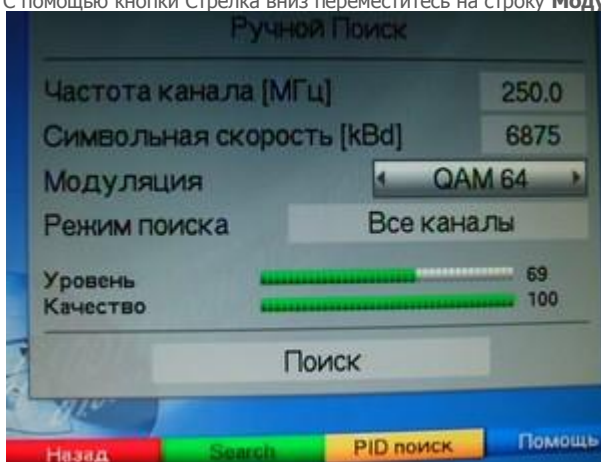 С помощью кнопки Стрелка вниз переместитесь на строку
Ручной Поиск
Частота канала [МГц] 250.0
Символьная скорость [kBd] 6875
Модуляция QAM 64
Режим поиска Все каналы
Уровень 69
Качество 100
Поиск
Назад Search PID поиск Помощь